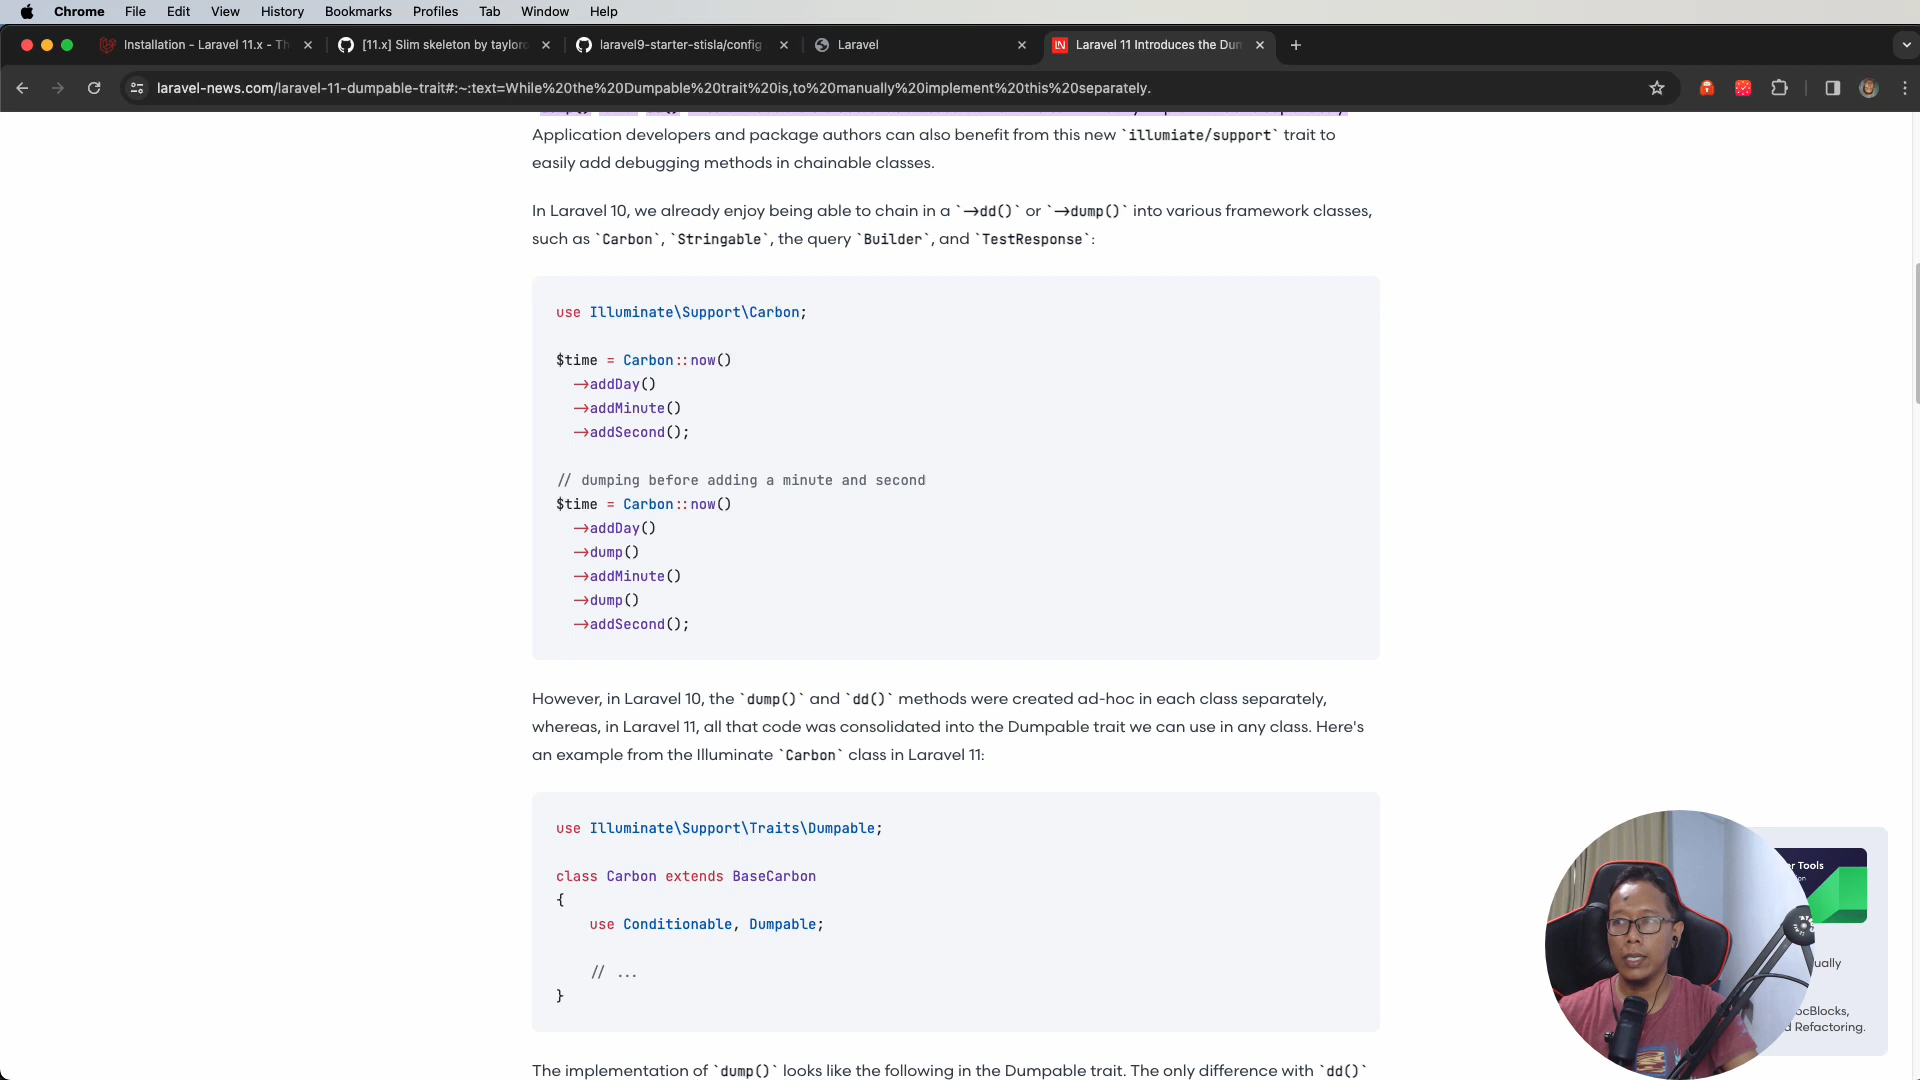 Chrome File Edit View History Bookmarks Profiles Tab Window Help
Installation - Laravel 11.x - Th
[11.x] Slim skeleton by tayloro
laravel9-starter-stisla/config
Laravel
Laravel 11 Introduces the Dum
laravel-news.com/laravel-11-dumpable-trait#:~:text=While%20the%20Dumpable%20trait%20is,to%20manually%20implement%20this%20separately.
Application developers and package authors can also benefit from this new `illumiate/support` trait to
easily add debugging methods in chainable classes.
In Laravel 10, we already enjoy being able to chain in a `->dd()` or `->dump()` into various framework classes,
such as `Carbon`, `Stringable`, the query `Builder`, and `TestResponse`:
use Illuminate\Support\Carbon;
$time = Carbon::now()
->addDay()
->addMinute()
->addSecond();
// dumping before adding a minute and second
$time = Carbon::now()
->addDay()
->dump()
->addMinute()
->dump()
->addSecond();
However, in Laravel 10, the `dump()` and `dd()` methods were created ad-hoc in each class separately,
whereas, in Laravel 11, all that code was consolidated into the Dumpable trait we can use in any class. Here's
an example from the Illuminate `Carbon` class in Laravel 11:
use Illuminate\Support\Traits\Dumpable;
class Carbon extends BaseCarbon
{
use Conditionable, Dumpable;
// ...
}
The implementation of `dump()` looks like the following in the Dumpable trait. The only difference with `dd()`
r Tools
ually
ocBlocks,
d Refactoring.